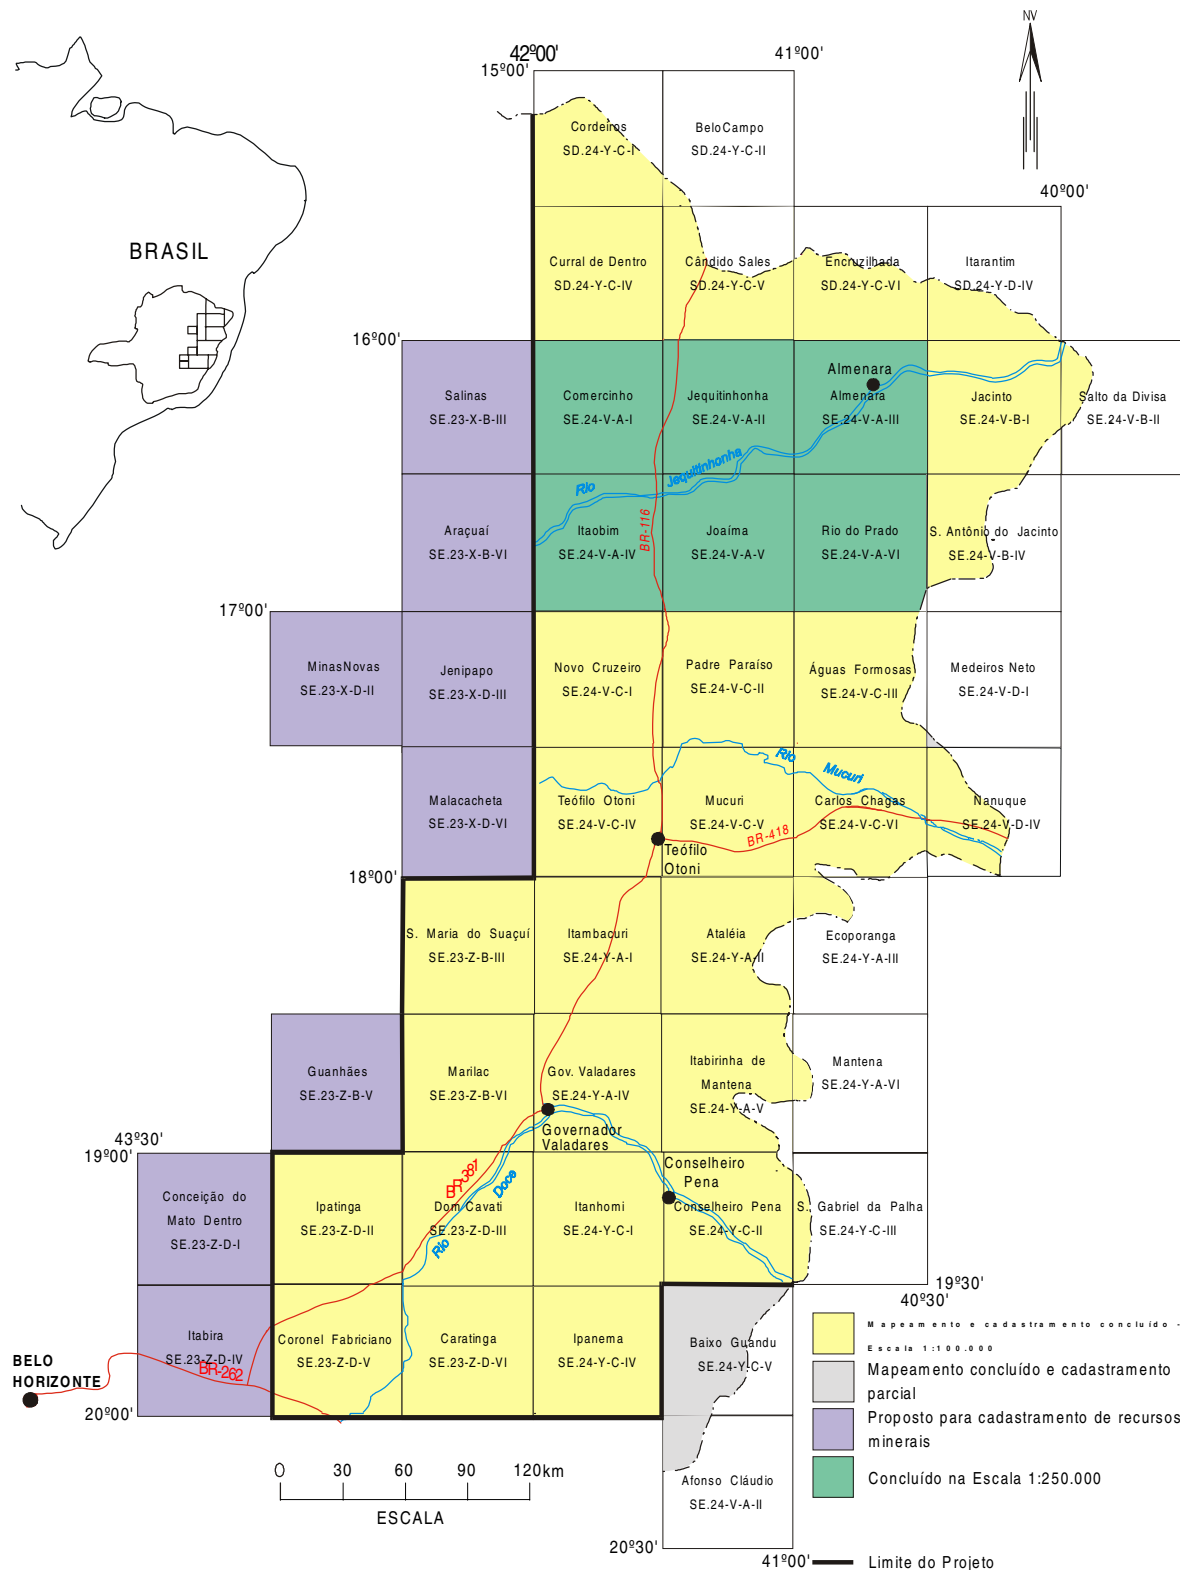 NV
42º00'
41º00'
15º00'
Cordeiros
SD.24-Y-C-I
BeloCampo
SD.24-Y-C-II
40º00'
BRASIL
Curral de Dentro
SD.24-Y-C-IV
Cândido Sales
SD.24-Y-C-V
Encruzilhada
SD.24-Y-C-VI
Itarantim
SD.24-Y-D-IV
16º00'
Salinas
SE.23-X-B-III
Comercinho
SE.24-V-A-I
Jequitinhonha
SE.24-V-A-II
Almenara
Almenara
SE.24-V-A-III
Jacinto
SE.24-V-B-I
Salto da Divisa
SE.24-V-B-II
Rio
Jequitinhonha
BR-116
Araçuaí
SE.23-X-B-VI
Itaobim
SE.24-V-A-IV
Joaíma
SE.24-V-A-V
Rio do Prado
SE.24-V-A-VI
S. Antônio do Jacinto
SE.24-V-B-IV
17º00'
MinasNovas
SE.23-X-D-II
Jenipapo
SE.23-X-D-III
Novo Cruzeiro
SE.24-V-C-I
Padre Paraíso
SE.24-V-C-II
Águas Formosas
SE.24-V-C-III
Medeiros Neto
SE.24-V-D-I
Rio
Mucuri
Malacacheta
SE.23-X-D-VI
Teófilo Otoni
SE.24-V-C-IV
Mucuri
SE.24-V-C-V
Carlos Chagas
SE.24-V-C-VI
Nanuque
SE.24-V-D-IV
BR-418
Teófilo
Otoni
18º00'
S. Maria do Suaçuí
SE.23-Z-B-III
Itambacuri
SE.24-Y-A-I
Ataléia
SE.24-Y-A-II
Ecoporanga
SE.24-Y-A-III
Guanhães
SE.23-Z-B-V
Marilac
SE.23-Z-B-VI
Gov. Valadares
SE.24-Y-A-IV
Itabirinha de
Mantena
SE.24-Y-A-V
Mantena
SE.24-Y-A-VI
Governador
Valadares
43º30'
19º00'
Conceição do
Mato Dentro
SE.23-Z-D-I
Ipatinga
SE.23-Z-D-II
BR-381
Rio
Doce
Dom Cavati
SE.23-Z-D-III
Itanhomi
SE.24-Y-C-I
Conselheiro
Pena
Conselheiro Pena
SE.24-Y-C-II
S. Gabriel da Palha
SE.24-Y-C-III
19º30'
40º30'
Itabira
SE.23-Z-D-IV
BR-262
Coronel Fabriciano
SE.23-Z-D-V
Caratinga
SE.23-Z-D-VI
Ipanema
SE.24-Y-C-IV
Baixo Guandu
SE.24-Y-C-V
BELO
HORIZONTE
20º00'
Afonso Cláudio
SE.24-V-A-II
20º30'
41º00'
0 30 60 90 120km
ESCALA
Mapeamento e cadastramento concluído -
Escala 1:100.000
Mapeamento concluído e cadastramento
parcial
Proposto para cadastramento de recursos
minerais
Concluído na Escala 1:250.000
Limite do Projeto